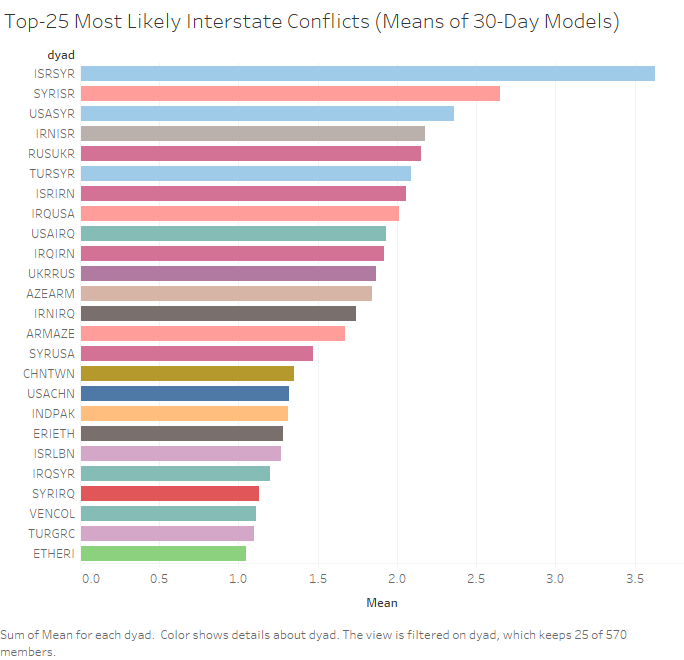 Top-25 Most Likely Interstate Conflicts (Means of 30-Day Models)
dyad
ISRSYR
SYRISR
USASYR
IRNISR
RUSUKR
TURSYR
ISRIRN
IRQUSA
USAIRQ
IRQIRN
UKRRUS
AZEARM
IRNIRQ
ARMAZE
SYRUSA
CHNTWN
USACHN
INDPAK
ERIETH
ISRLBN
IRQSYR
SYRIRQ
VENCOL
TURGRC
ETHERI
0.0 0.5 1.0 1.5 2.0 2.5 3.0 3.5
Mean
Sum of Mean for each dyad. Color shows details about dyad. The view is filtered on dyad, which keeps 25 of 570
members.